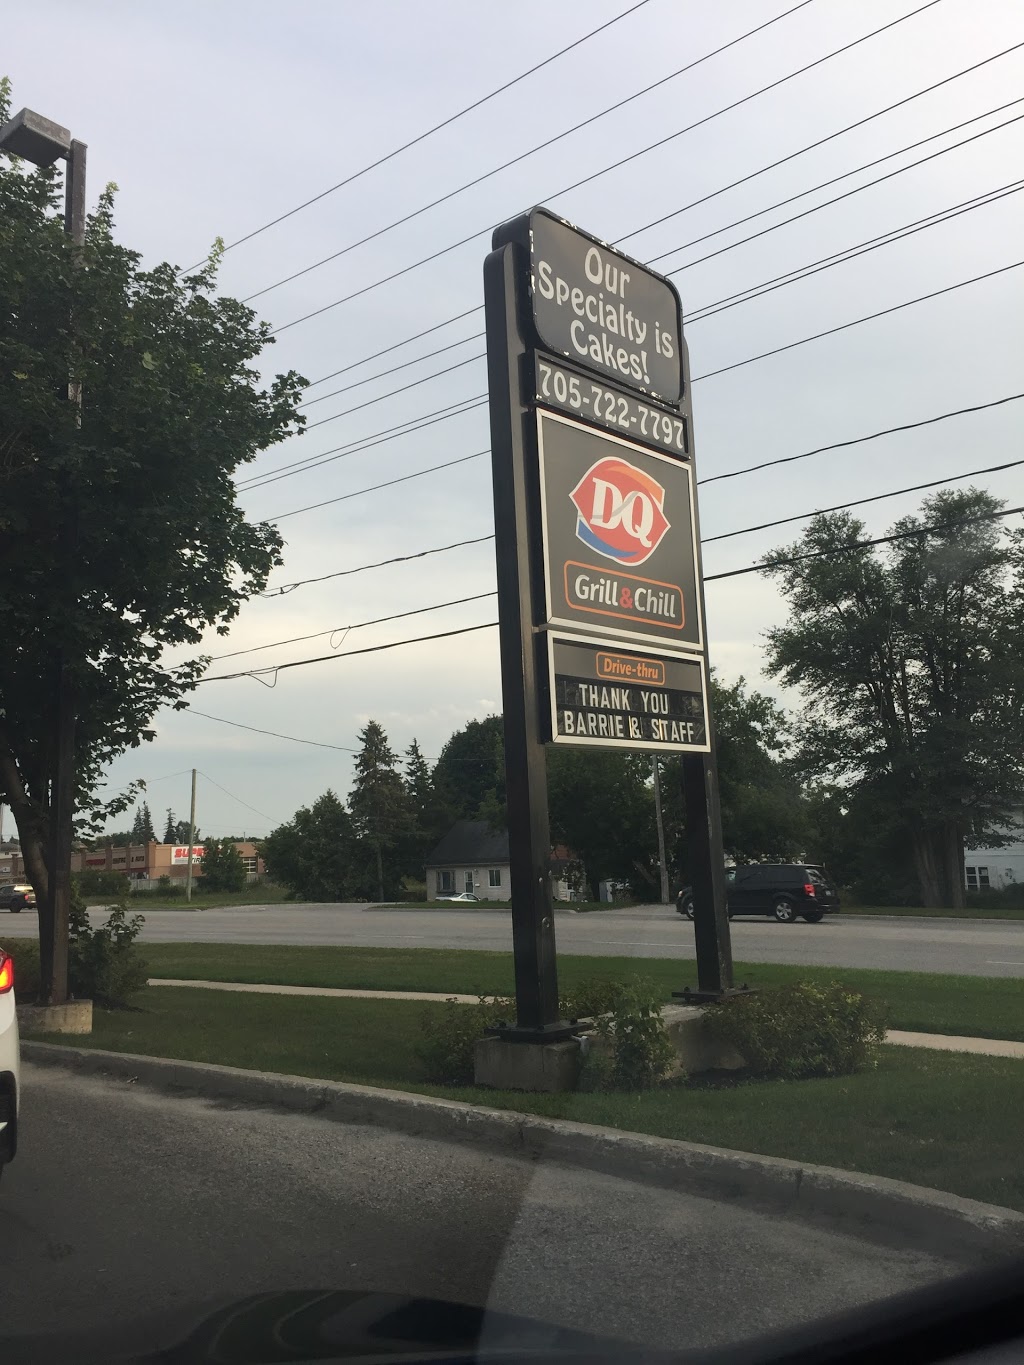 Our
Specialty is
Cakes!
705-722-7797
DQ
Grill & Chill
Drive-thru
THANK YOU
BARRIE & STAFF